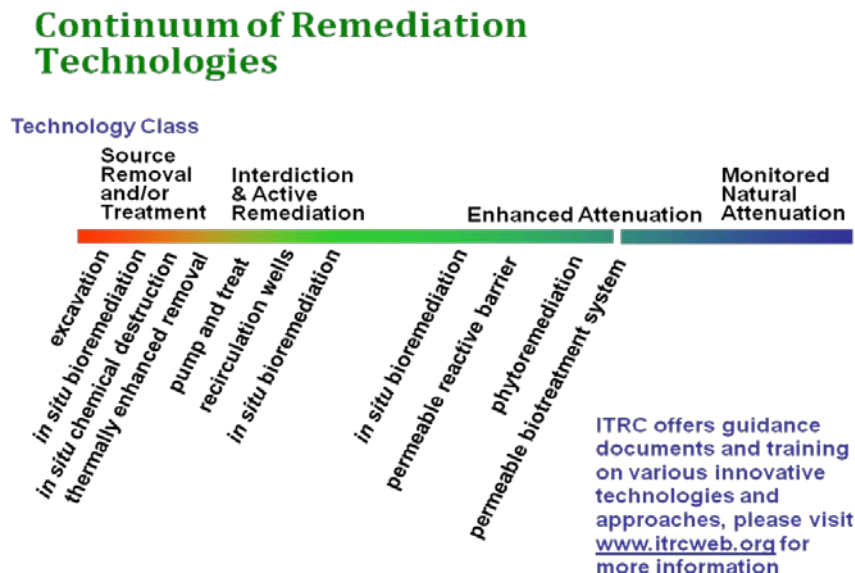 Continuum of Remediation
Technologies
Technology Class
Source
Removal
and/or
Treatment
Interdiction
& Active
Remediation
Enhanced Attenuation
Monitored
Natural
Attenuation
excavation
in situ bioremediation
in situ chemical destruction
thermally enhanced removal
pump and treat
recirculation wells
in situ bioremediation
in situ bioremediation
permeable reactive barrier
phytoremediation
permeable biotreatment system
ITRC offers guidance
documents and training
on various innovative
technologies and
approaches, please visit
www.itrcweb.org for
more information